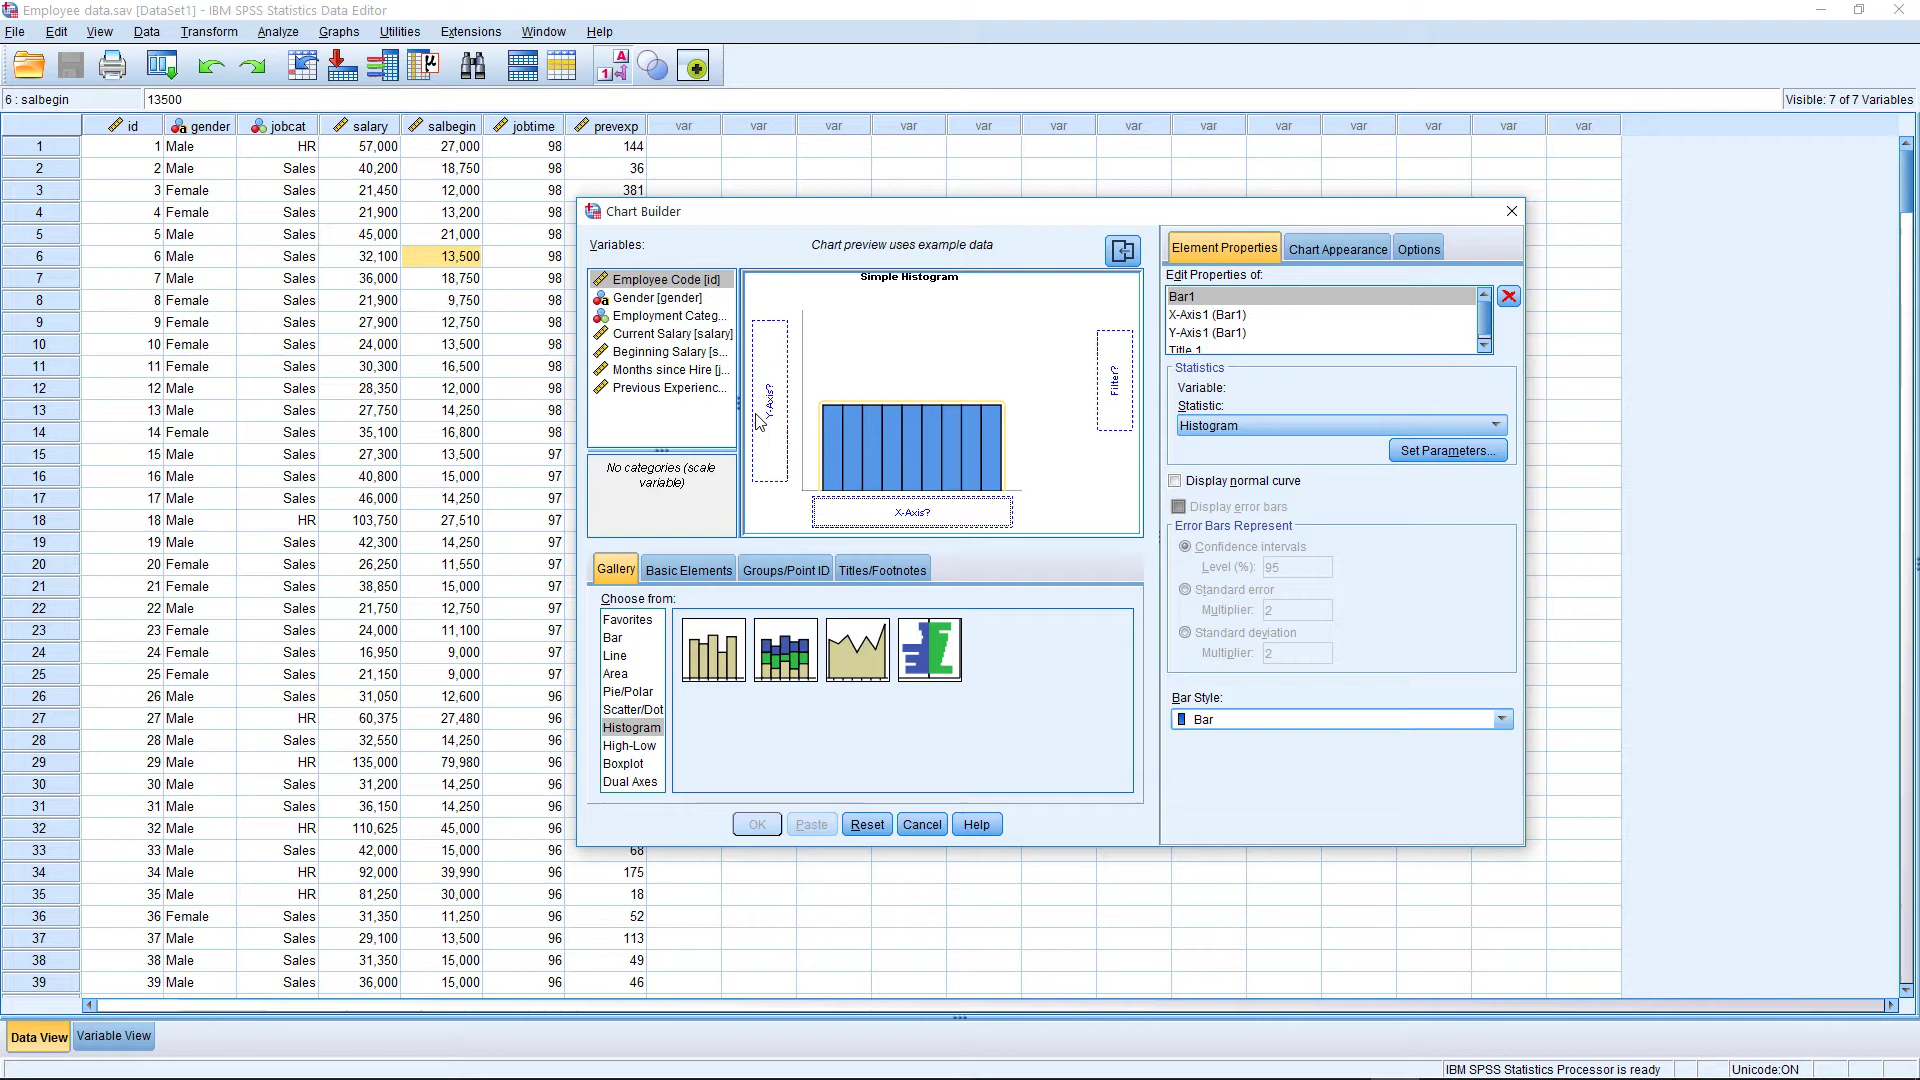 Employee data.sav [DataSet1] - IBM SPSS Statistics Data Editor
File Edit View Data Transform Analyze Graphs Utilities Extensions Window Help
6 : salbegin 13500 Visible: 7 of 7 Variables
id gender jobcat salary salbegin jobtime prevexp var var var var var var var var var var var var var
1 1 Male HR 57,000 27,000 98 144
2 2 Male Sales 40,200 18,750 98 36
3 3 Female Sales 21,450 12,000 98 381
4 4 Female Sales 21,900 13,200 98
5 5 Male Sales 45,000 21,000 98
6 6 Male Sales 32,100 13,500 98
7 7 Male Sales 36,000 18,750 98
8 8 Female Sales 21,900 9,750 98
9 9 Female Sales 27,900 12,750 98
10 10 Female Sales 24,000 13,500 98
11 11 Female Sales 30,300 16,500 98
12 12 Male Sales 28,350 12,000 98
13 13 Male Sales 27,750 14,250 98
14 14 Female Sales 35,100 16,800 98
15 15 Male Sales 27,300 13,500 97
16 16 Male Sales 40,800 15,000 97
17 17 Male Sales 46,000 14,250 97
18 18 Male HR 103,750 27,510 97
19 19 Male Sales 42,300 14,250 97
20 20 Female Sales 26,250 11,550 97
21 21 Female Sales 38,850 15,000 97
22 22 Male Sales 21,750 12,750 97
23 23 Female Sales 24,000 11,100 97
24 24 Female Sales 16,950 9,000 97
25 25 Female Sales 21,150 9,000 97
26 26 Male Sales 31,050 12,600 96
27 27 Male HR 60,375 27,480 96
28 28 Male Sales 32,550 14,250 96
29 29 Male HR 135,000 79,980 96
30 30 Male Sales 31,200 14,250 96
31 31 Male Sales 36,150 14,250 96
32 32 Male HR 110,625 45,000 96
33 33 Male Sales 42,000 15,000 96 68
34 34 Male HR 92,000 39,990 96 175
35 35 Male HR 81,250 30,000 96 18
36 36 Female Sales 31,350 11,250 96 52
37 37 Male Sales 29,100 13,500 96 113
38 38 Male Sales 31,350 15,000 96 49
39 39 Male Sales 36,000 15,000 96 46
Chart Builder
Variables:
Chart preview uses example data
Employee Code [id]
Gender [gender]
Employment Categ...
Current Salary [salary]
Beginning Salary [s...
Months since Hire [j...
Previous Experienc...
No categories (scale
variable)
Simple Histogram
Y-Axis?
Filter?
X-Axis?
Gallery Basic Elements Groups/Point ID Titles/Footnotes
Choose from:
Favorites
Bar
Line
Area
Pie/Polar
Scatter/Dot
Histogram
High-Low
Boxplot
Dual Axes
OK Paste Reset Cancel Help
Element Properties Chart Appearance Options
Edit Properties of:
Bar1
X-Axis1 (Bar1)
Y-Axis1 (Bar1)
Title 1
Statistics
Variable:
Statistic:
Histogram
Set Parameters...
Display normal curve
Display error bars
Error Bars Represent
Confidence intervals
Level (%): 95
Standard error
Multiplier: 2
Standard deviation
Multiplier: 2
Bar Style:
Bar
Data View Variable View
IBM SPSS Statistics Processor is ready Unicode:ON